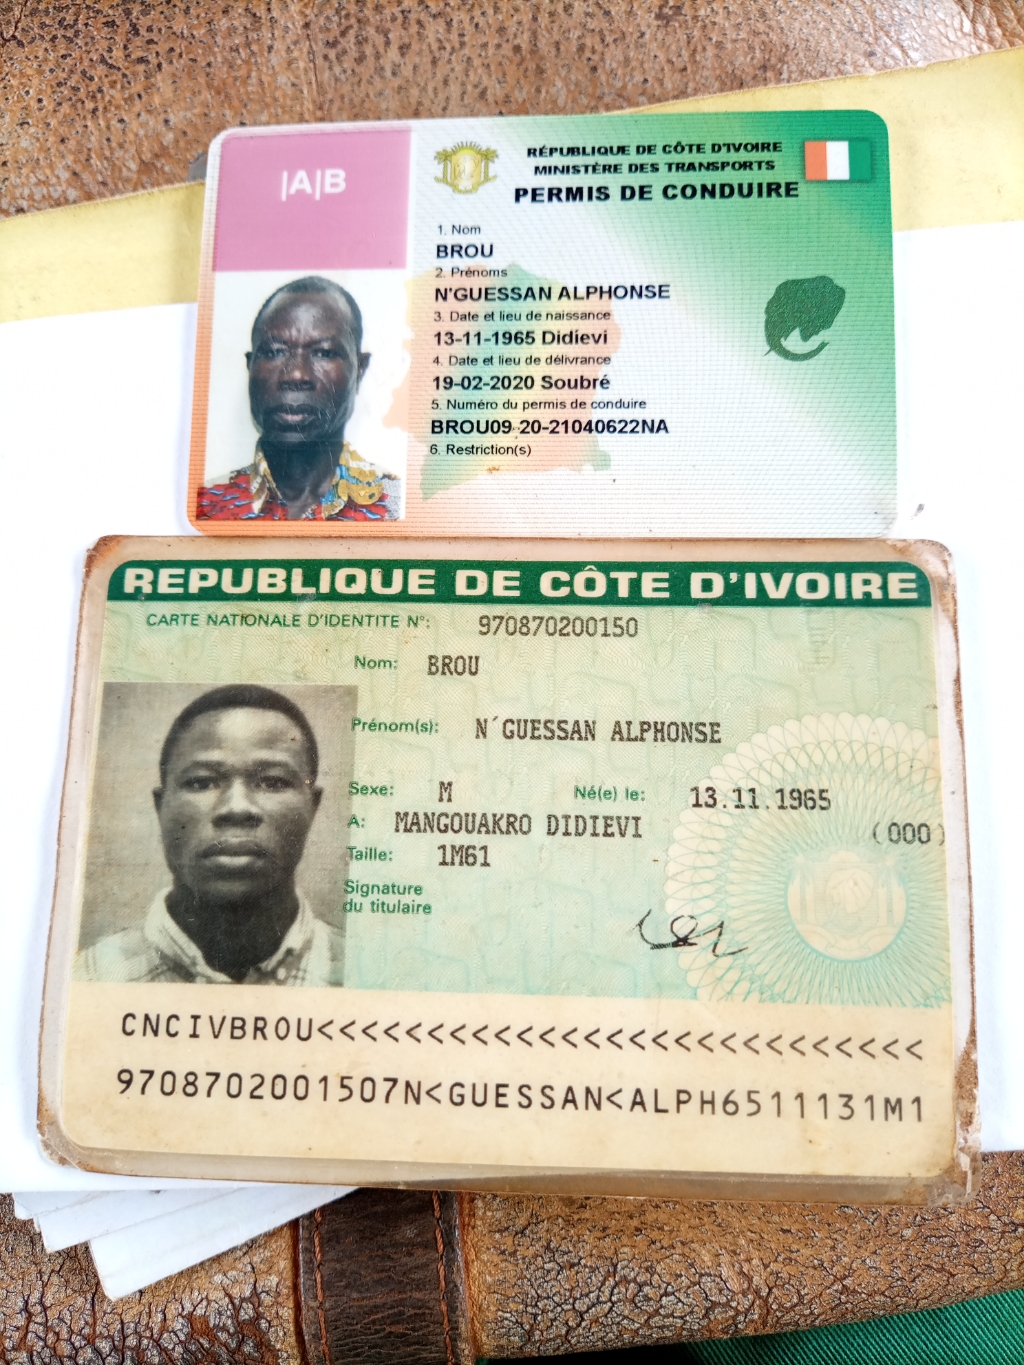 |A|B
RÉPUBLIQUE DE CÔTE D'IVOIRE
MINISTÈRE DES TRANSPORTS
PERMIS DE CONDUIRE
1. Nom
BROU
2. Prénoms
N'GUESSAN ALPHONSE
3. Date et lieu de naissance
13-11-1965 Didievi
4. Date et lieu de délivrance
19-02-2020 Soubré
5. Numéro du permis de conduire
BROU09-20-21040622NA
6. Restriction(s)
REPUBLIQUE DE CÔTE D'IVOIRE
CARTE NATIONALE D'IDENTITE N°: 970870200150
Nom: BROU
Prénom(s): N´GUESSAN ALPHONSE
Sexe: M Né(e) le: 13.11.1965
A: MANGOUAKRO DIDIEVI (000)
Taille: 1M61
Signature
du titulaire
CNCIVBROU<<<<<<<<<<<<<<<<<<<<<<<<<<<
9708702001507N<GUESSAN<ALPH6511131M1